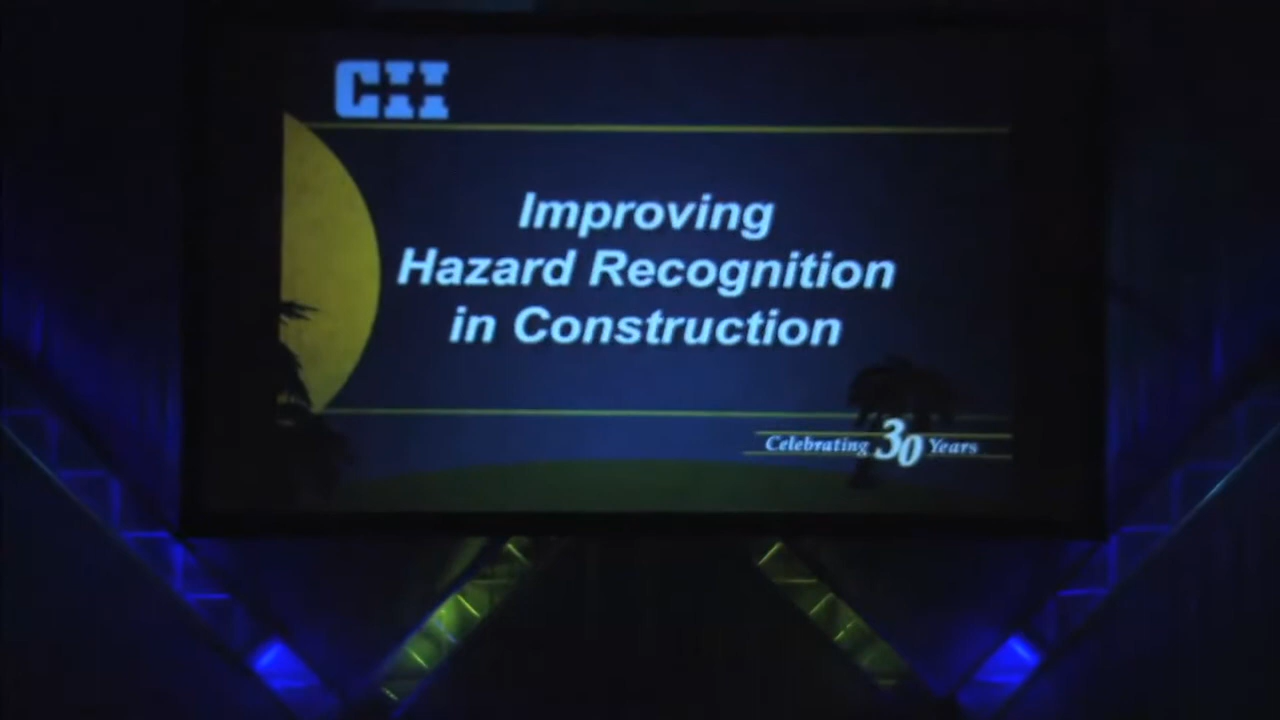 CII
Improving
Hazard Recognition
in Construction
Celebrating 30 Years